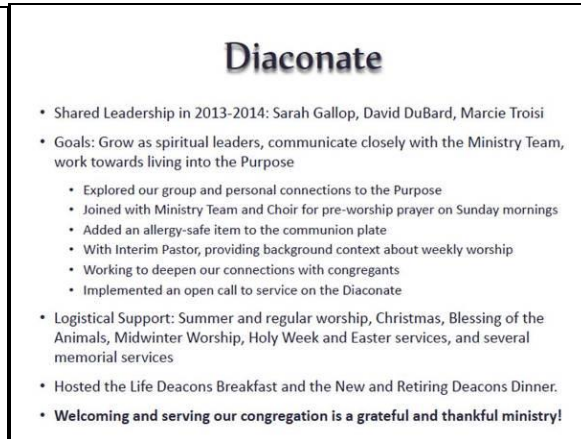 Diaconate
• Shared Leadership in 2013-2014: Sarah Gallop, David DuBard, Marcie Troisi
• Goals: Grow as spiritual leaders, communicate closely with the Ministry Team,
work towards living into the Purpose
• Explored our group and personal connections to the Purpose
• Joined with Ministry Team and Choir for pre-worship prayer on Sunday mornings
• Added an allergy-safe item to the communion plate
• With Interim Pastor, providing background context about weekly worship
• Working to deepen our connections with congregants
• Implemented an open call to service on the Diaconate
• Logistical Support: Summer and regular worship, Christmas, Blessing of the
Animals, Midwinter Worship, Holy Week and Easter services, and several
memorial services
• Hosted the Life Deacons Breakfast and the New and Retiring Deacons Dinner.
• Welcoming and serving our congregation is a grateful and thankful ministry!